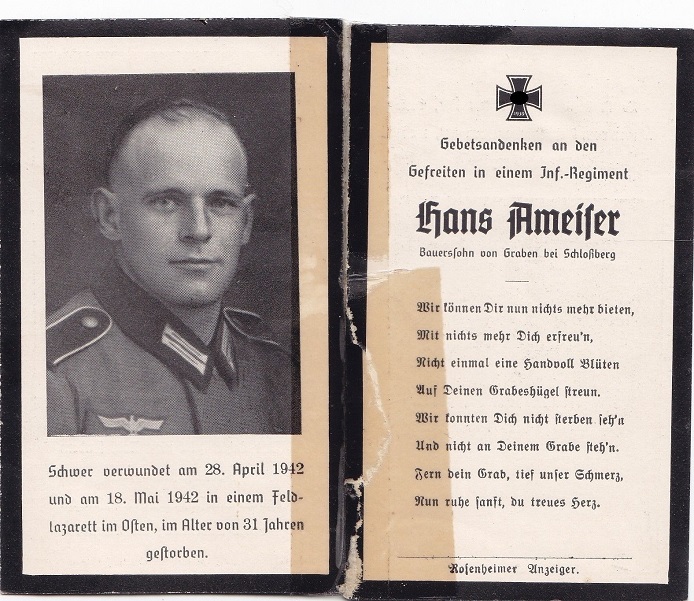 Schwer verwundet am 28. April 1942
und am 18. Mai 1942 in einem Feld-
lazarett im Osten, im Alter von 31 Jahren
gestorben.
Gebetsandenken an den
Gefreiten in einem Inf.-Regiment
Hans Ameiser
Bauerssohn von Graben bei Schloßberg
Wir können Dir nun nichts mehr bieten,
Mit nichts mehr Dich erfreu'n,
Nicht einmal eine Handvoll Blüten
Auf Deinen Grabeshügel streun.
Wir konnten Dich nicht sterben seh'n
Und nicht an Deinem Grabe steh'n.
Fern dein Grab, tief unser Schmerz,
Nun ruhe sanft, du treues Herz.
Rosenheimer Anzeiger.